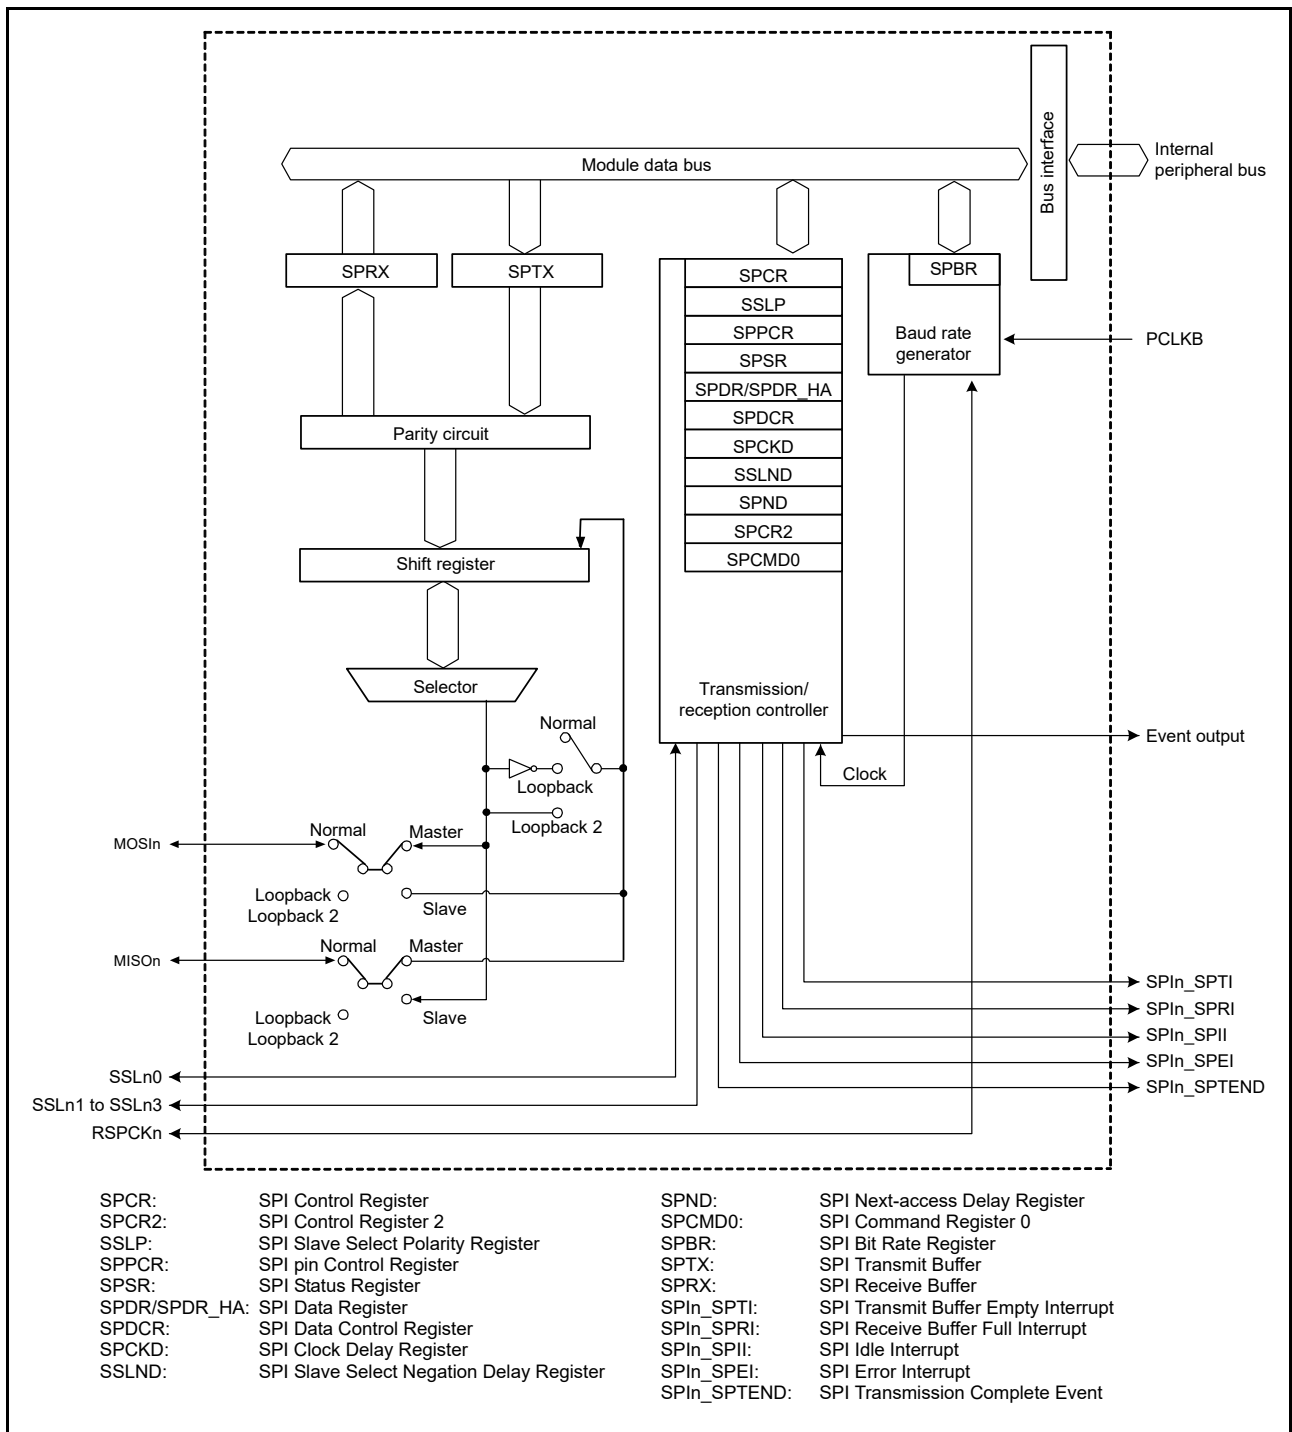 Module data bus
Bus interface
Internal
peripheral bus
SPRX
SPTX
SPCR
SSLP
SPPCR
SPSR
SPDR/SPDR_HA
SPDCR
SPCKD
SSLND
SPND
SPCR2
SPCMD0
SPBR
Baud rate
generator
PCLKB
Parity circuit
Shift register
Selector
Transmission/
reception controller
Normal
Loopback
Loopback 2
Clock
Event output
MOSIn
Normal
Master
Loopback
Loopback 2
Slave
MISOn
Normal
Master
Loopback
Loopback 2
Slave
SSLn0
SSLn1 to SSLn3
RSPCKn
SPIn_SPTI
SPIn_SPRI
SPIn_SPII
SPIn_SPEI
SPIn_SPTEND
SPCR: SPI Control Register
SPCR2: SPI Control Register 2
SSLP: SPI Slave Select Polarity Register
SPPCR: SPI pin Control Register
SPSR: SPI Status Register
SPDR/SPDR_HA: SPI Data Register
SPDCR: SPI Data Control Register
SPCKD: SPI Clock Delay Register
SSLND: SPI Slave Select Negation Delay Register
SPND: SPI Next-access Delay Register
SPCMD0: SPI Command Register 0
SPBR: SPI Bit Rate Register
SPTX: SPI Transmit Buffer
SPRX: SPI Receive Buffer
SPIn_SPTI: SPI Transmit Buffer Empty Interrupt
SPIn_SPRI: SPI Receive Buffer Full Interrupt
SPIn_SPII: SPI Idle Interrupt
SPIn_SPEI: SPI Error Interrupt
SPIn_SPTEND: SPI Transmission Complete Event